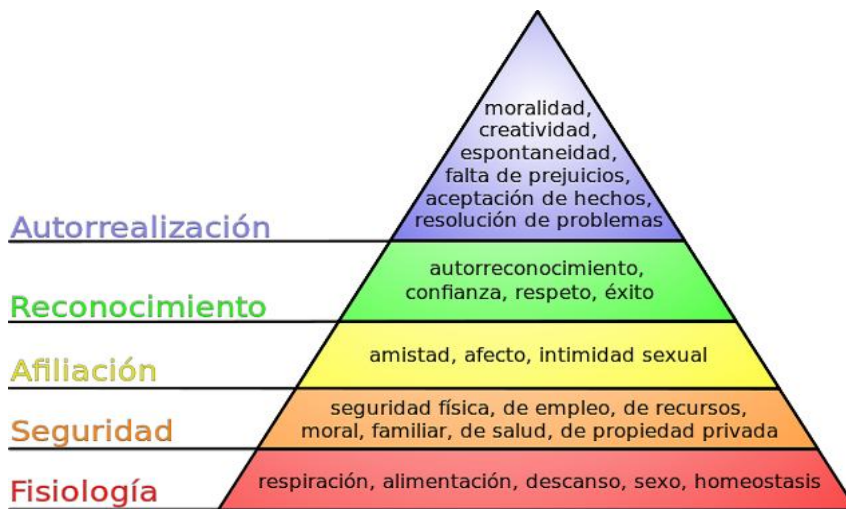 moralidad,
creatividad,
espontaneidad,
falta de prejuicios,
aceptación de hechos,
resolución de problemas
Autorrealización
autorreconocimiento,
confianza, respeto, éxito
Reconocimiento
amistad, afecto, intimidad sexual
Afiliación
seguridad física, de empleo, de recursos,
moral, familiar, de salud, de propiedad privada
Seguridad
respiración, alimentación, descanso, sexo, homeostasis
Fisiología